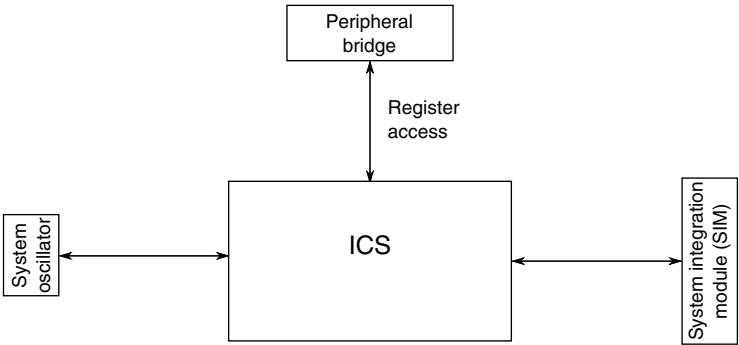 Peripheral
bridge
Register
access
ICS
System
oscillator
System integration
module (SIM)